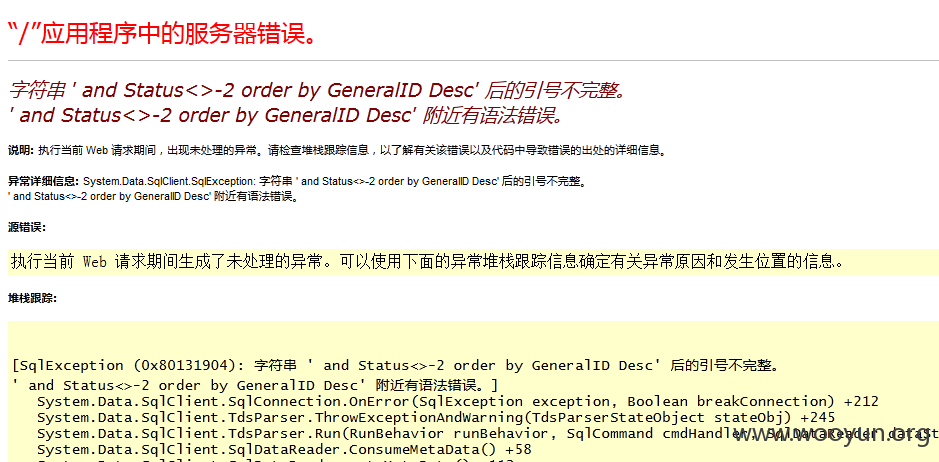 “/”应用程序中的服务器错误。
字符串 ' and Status<>-2 order by GeneralID Desc' 后的引号不完整。
' and Status<>-2 order by GeneralID Desc' 附近有语法错误。
说明: 执行当前 Web 请求期间，出现未处理的异常。请检查堆栈跟踪信息，以了解有关该错误以及代码中导致错误的出处的详细信息。
异常详细信息: System.Data.SqlClient.SqlException: 字符串 ' and Status<>-2 order by GeneralID Desc' 后的引号不完整。
' and Status<>-2 order by GeneralID Desc' 附近有语法错误。
源错误:
执行当前 Web 请求期间生成了未处理的异常。可以使用下面的异常堆栈跟踪信息确定有关异常原因和发生位置的信息。
堆栈跟踪:
[SqlException (0x80131904): 字符串 ' and Status<>-2 order by GeneralID Desc' 后的引号不完整。
' and Status<>-2 order by GeneralID Desc' 附近有语法错误。]
System.Data.SqlClient.SqlConnection.OnError(SqlException exception, Boolean breakConnection) +212
System.Data.SqlClient.TdsParser.ThrowExceptionAndWarning(TdsParserStateObject stateObj) +245
System.Data.SqlClient.TdsParser.Run(RunBehavior runBehavior, SqlCommand cmdHandler, SqlDataReader dataSt
www.wooyun.org
System.Data.SqlClient.SqlDataReader.ConsumeMetaData() +58